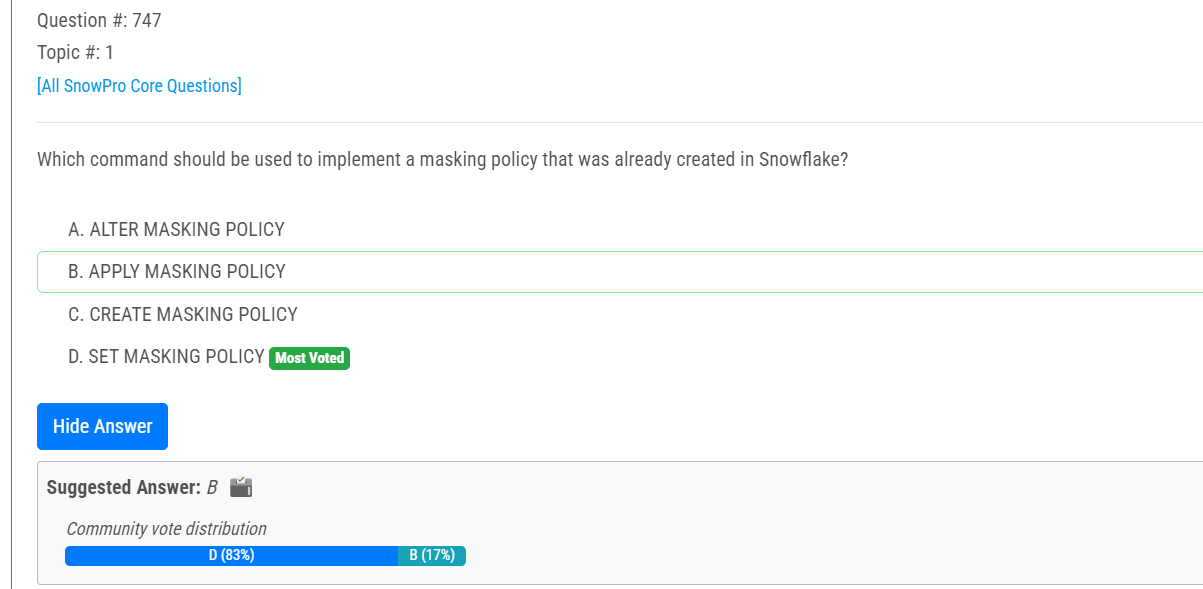 Question #: 747
Topic #: 1
[All SnowPro Core Questions]
Which command should be used to implement a masking policy that was already created in Snowflake?
A. ALTER MASKING POLICY
B. APPLY MASKING POLICY
C. CREATE MASKING POLICY
D. SET MASKING POLICY Most Voted
Hide Answer
Suggested Answer: B
Community vote distribution
D (83%) B (17%)